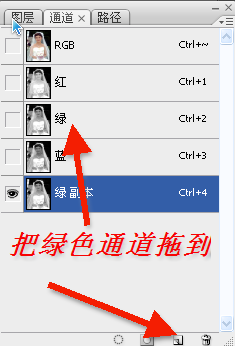 图层 通道 × 路径
RGB Ctrl+~
红 Ctrl+1
绿 Ctrl+2
蓝 Ctrl+3
绿 副本 Ctrl+4
把绿色通道拖到